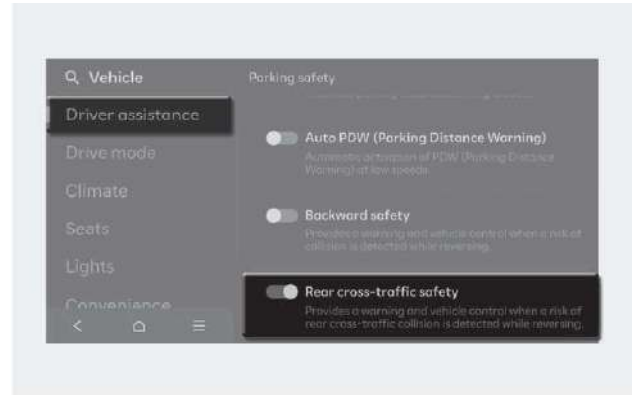 Vehicle
Parking safety
Driver assistance
Drive mode
Climate
Seats
Lights
Convenience
Auto PDW (Parking Distance Warning)
Automatic actuation of PDW (Parking Distance
Warning) at low speeds.
Backward safety
Provides a warning and vehicle control when a risk of
collision is detected while reversing.
Rear cross-traffic safety
Provides a warning and vehicle control when a risk of
rear cross-traffic collision is detected while reversing.